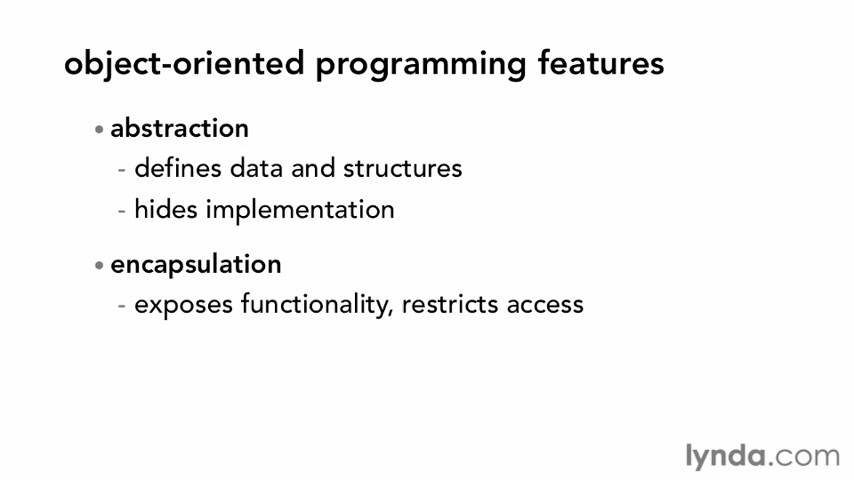 object-oriented programming features
• abstraction
- defines data and structures
- hides implementation
• encapsulation
- exposes functionality, restricts access
lynda.com